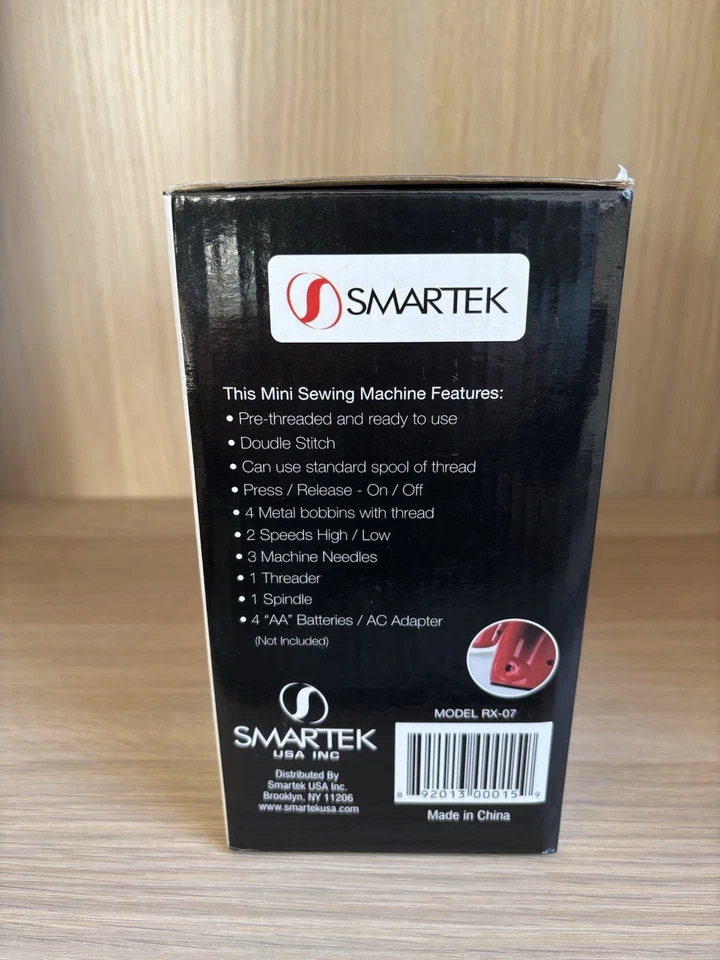 SMARTEK
This Mini Sewing Machine Features:
• Pre-threaded and ready to use
• Doudle Stitch
• Can use standard spool of thread
• Press / Release - On / Off
• 4 Metal bobbins with thread
• 2 Speeds High / Low
• 3 Machine Needles
• 1 Threader
• 1 Spindle
• 4 "AA" Batteries / AC Adapter
(Not Included)
SMARTEK
USA INC
Distributed By
Smartek USA Inc.
Brooklyn, NY 11206
www.smartekusa.com
MODEL RX-07
8 92013 00015 9
Made in China